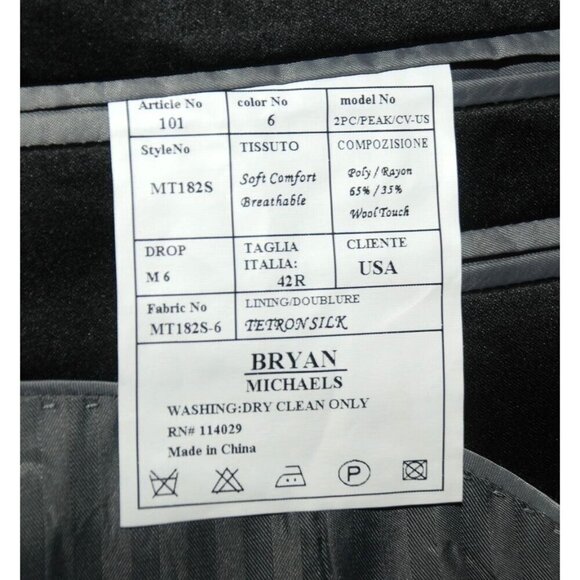 Article No color No model No
101 6 2PC/PEAK/CV-US
StyleNo TISSUTO COMPOZISIONE
MT182S Soft Comfort Poly / Rayon
Breathable 65% / 35%
Wool Touch
DROP TAGLIA CLIENTE
M 6 ITALIA: USA
42R
Fabric No LINING/DOUBLURE
MT182S-6 TETRONSILK
BRYAN
MICHAELS
WASHING:DRY CLEAN ONLY
RN# 114029
Made in China
P